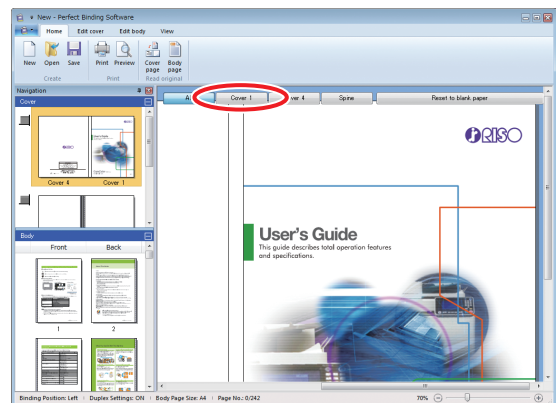 New - Perfect Binding Software
Home Edit cover Edit body View
New Open Save Print Preview Cover page Body page
Create Print Read original
Navigation
Cover
Cover 4 Cover 1
Body
Front Back
1 2
Cover 1 Spine Reset to blank paper
RISO
User's Guide
This guide describes total operation features
and specifications.
Binding Position: Left Duplex Settings: ON Body Page Size: A4 Page No.: 0/242 70%